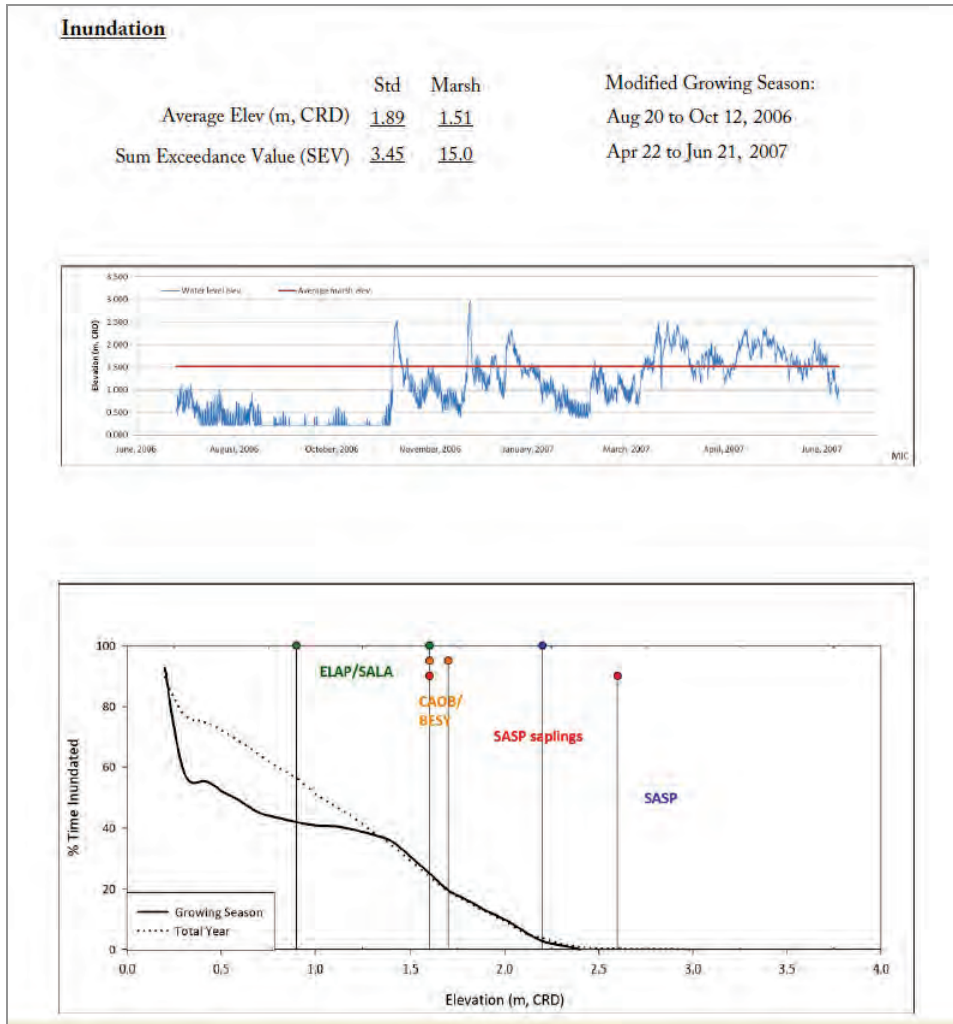 Inundation
Std Marsh
Average Elev (m, CRD) 1.89 1.51
Sum Exceedance Value (SEV) 3.45 15.0
Modified Growing Season:
Aug 20 to Oct 12, 2006
Apr 22 to Jun 21, 2007
3.500
3.000
2.500
2.000
1.500
1.000
0.500
0.000
Elevation (m, CRD)
Water level elev.
Average marsh elev.
June, 2006 August, 2006 October, 2006 November, 2006 January, 2007 March, 2007 April, 2007 June, 2007
MIC
100
80
60
40
20
0
% Time Inundated
ELAP/SALA
CAOB/
BESY
SASP saplings
SASP
Growing Season
Total Year
0.0 0.5 1.0 1.5 2.0 2.5 3.0 3.5 4.0
Elevation (m, CRD)